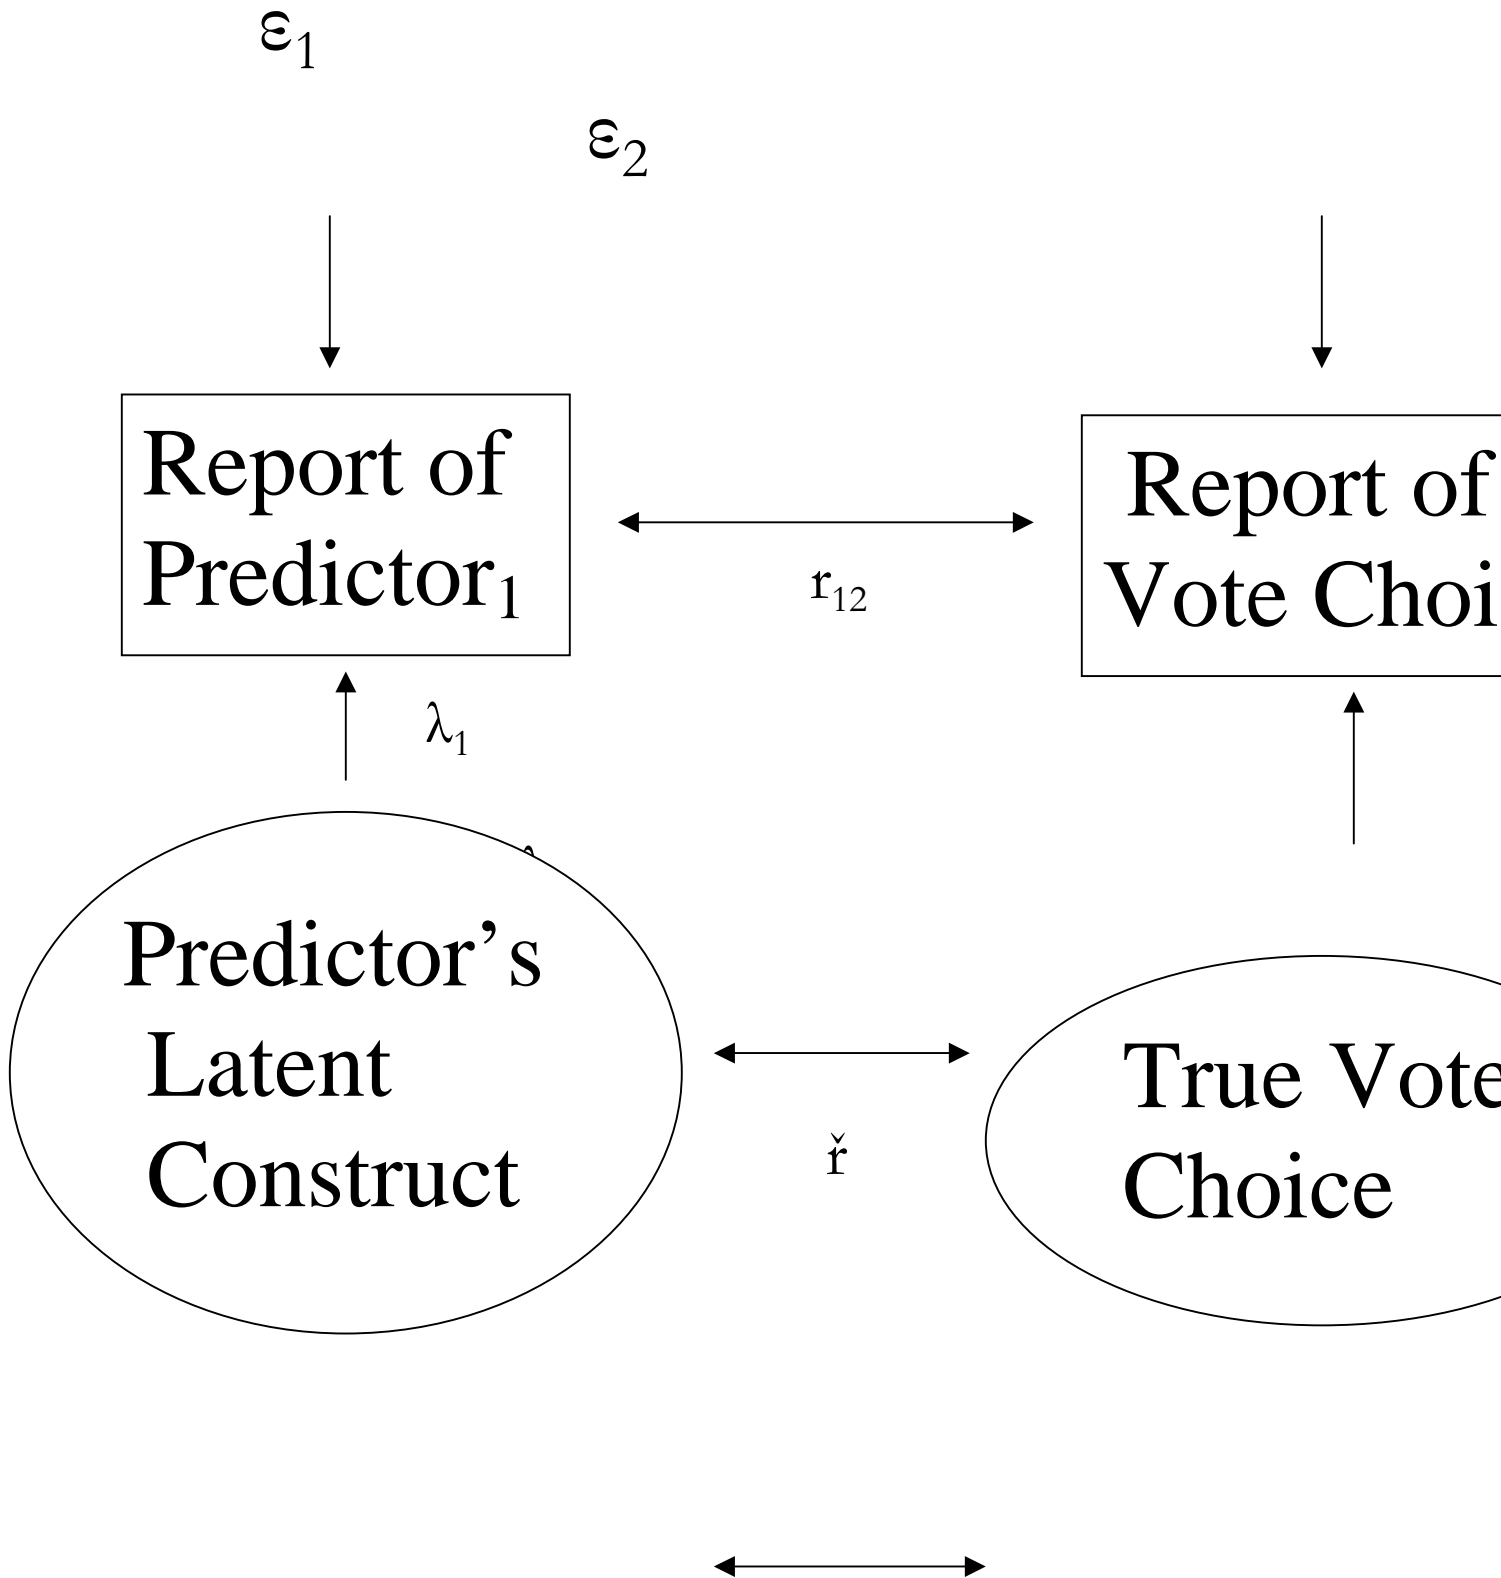 ε1
ε2
Report of
Predictor1
Report of
Vote Choi
r12
λ1
Predictor’s
Latent
Construct
True Vote
Choice
ř